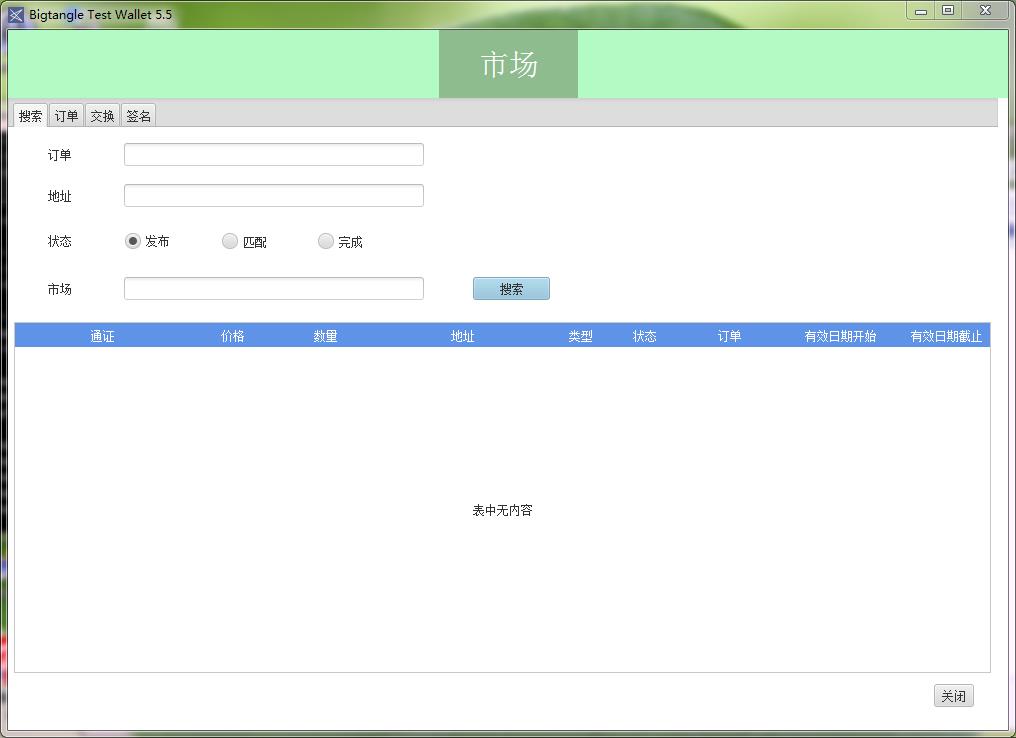 Bigtangle Test Wallet 5.5
市场
搜索 订单 交换 签名
订单
地址
状态 发布 匹配 完成
市场 搜索
通证 价格 数量 地址 类型 状态 订单 有效日期开始 有效日期截止
表中无内容
关闭